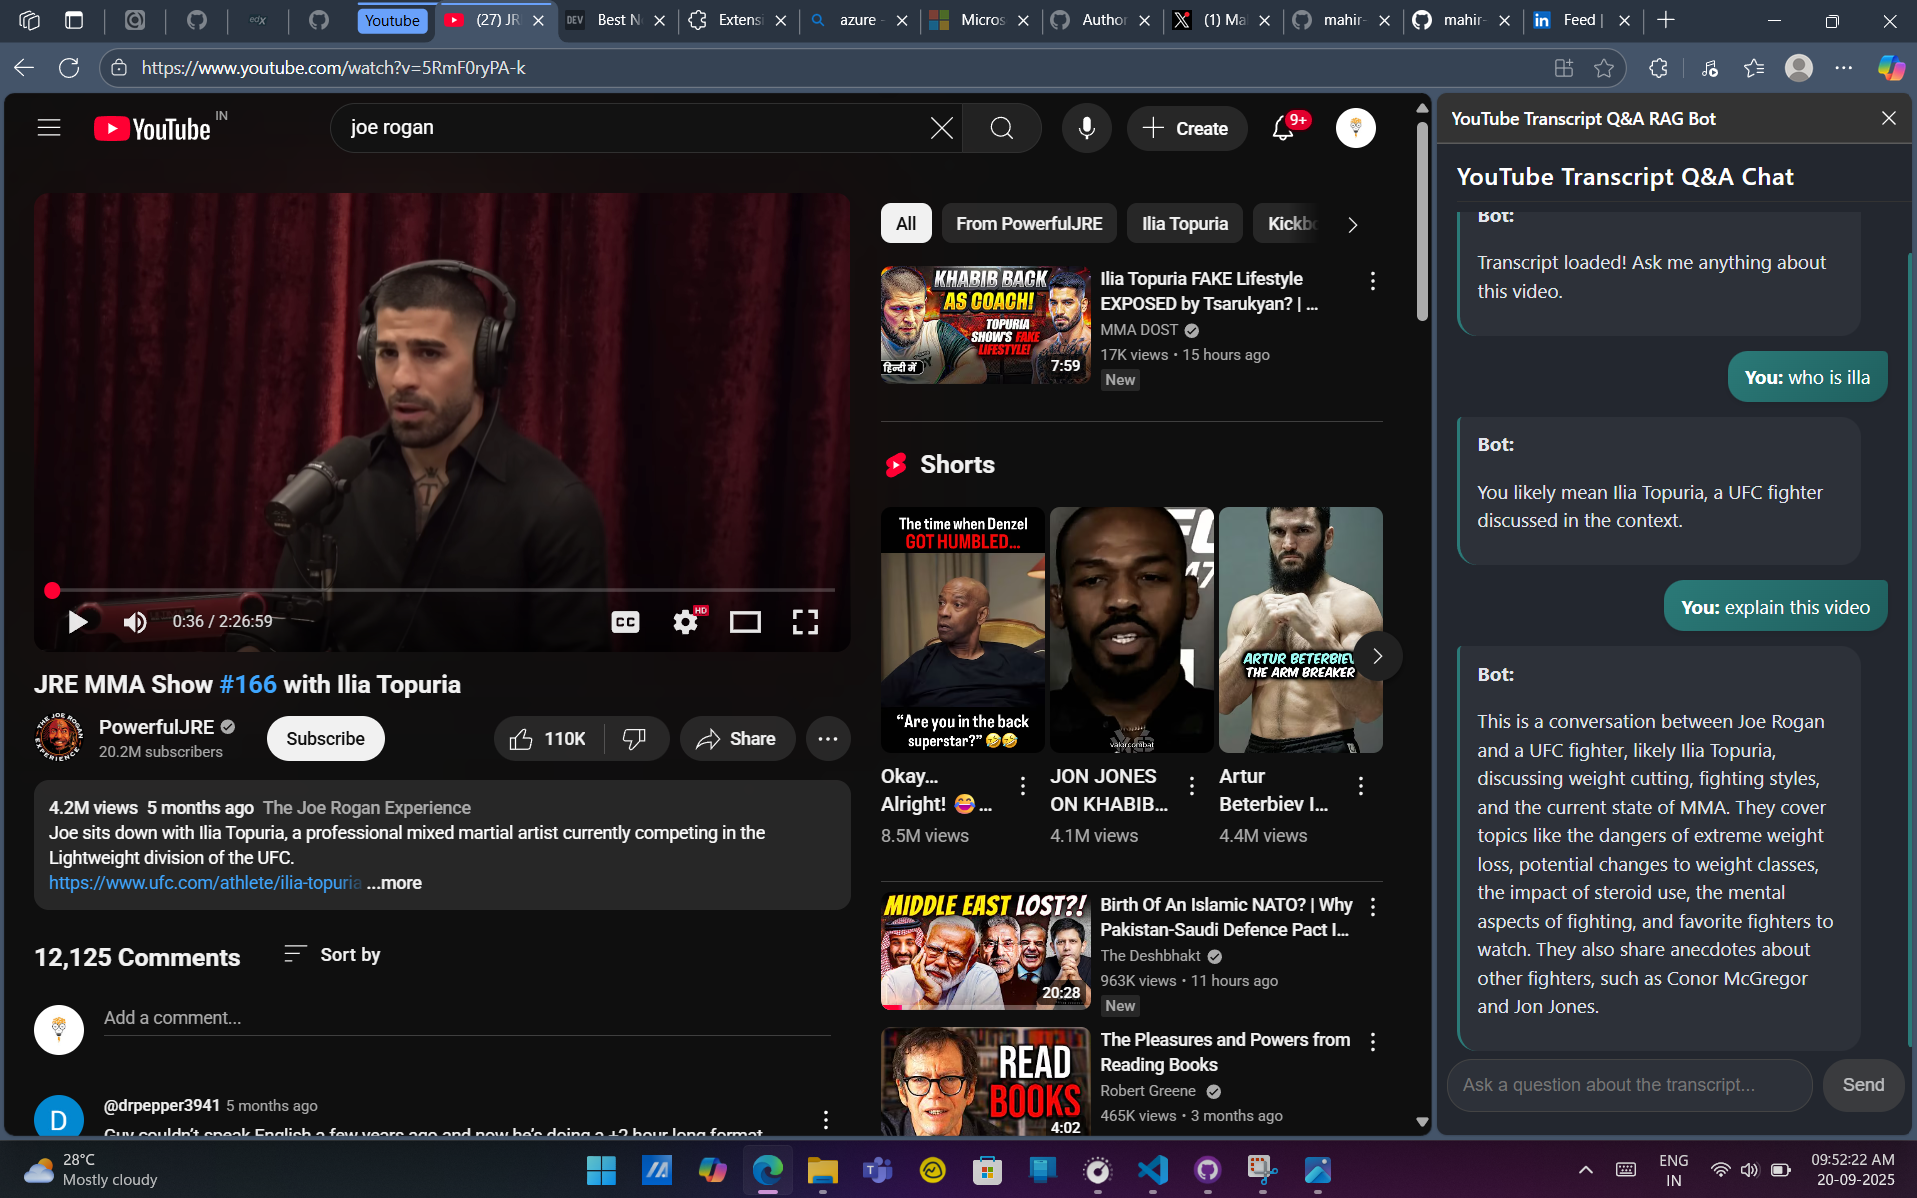 Youtube
(27) JR
DEV
Best N
Extensi
azure -
Micros
Author
(1) Ma
mahir-
mahir-
Feed |
https://www.youtube.com/watch?v=5RmF0ryPA-k
YouTube IN
joe rogan
Create
9+
0:36 / 2:26:59
CC
HD
JRE MMA Show #166 with Ilia Topuria
PowerfulJRE
20.2M subscribers
Subscribe
110K
Share
4.2M views 5 months ago The Joe Rogan Experience
Joe sits down with Ilia Topuria, a professional mixed martial artist currently competing in the
Lightweight division of the UFC.
https://www.ufc.com/athlete/ilia-topuria ...more
12,125 Comments
Sort by
Add a comment...
D
@drpepper3941 5 months ago
Guy couldn't speak English a few years ago and now he's doing a +2 hour long format
All
From PowerfulJRE
Ilia Topuria
Kickbo
KHABIB BACK
AS COACH!
TOPURIA
SHOW'S FAKE
LIFESTYLE!
हिन्दी में
7:59
Ilia Topuria FAKE Lifestyle
EXPOSED by Tsarukyan? | ...
MMA DOST
17K views • 15 hours ago
New
Shorts
The time when Denzel
GOT HUMBLED...
"Are you in the back
superstar?" 🤣🤣
Okay...
Alright! 😂 ...
8.5M views
valorcombat
JON JONES
ON KHABIB...
4.1M views
ARTUR BETERBIEV
THE ARM BREAKER
Artur
Beterbiev I...
4.4M views
MIDDLE EAST LOST?!
20:28
Birth Of An Islamic NATO? | Why
Pakistan-Saudi Defence Pact I...
The Deshbhakt
963K views • 11 hours ago
New
READ
BOOKS
4:02
The Pleasures and Powers from
Reading Books
Robert Greene
465K views • 3 months ago
YouTube Transcript Q&A RAG Bot
YouTube Transcript Q&A Chat
Bot:
Transcript loaded! Ask me anything about
this video.
You: who is illa
Bot:
You likely mean Ilia Topuria, a UFC fighter
discussed in the context.
You: explain this video
Bot:
This is a conversation between Joe Rogan
and a UFC fighter, likely Ilia Topuria,
discussing weight cutting, fighting styles,
and the current state of MMA. They cover
topics like the dangers of extreme weight
loss, potential changes to weight classes,
the impact of steroid use, the mental
aspects of fighting, and favorite fighters to
watch. They also share anecdotes about
other fighters, such as Conor McGregor
and Jon Jones.
Ask a question about the transcript...
Send
28°C
Mostly cloudy
ENG
IN
09:52:22 AM
20-09-2025